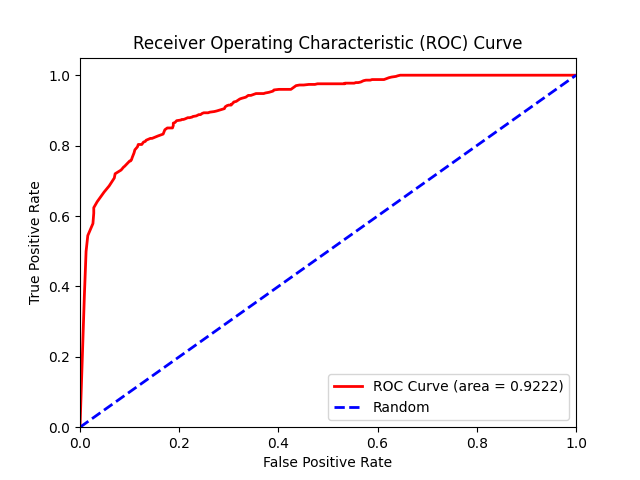 Receiver Operating Characteristic (ROC) Curve
True Positive Rate
1.0
0.8
0.6
0.4
0.2
0.0
0.0 0.2 0.4 0.6 0.8 1.0
False Positive Rate
ROC Curve (area = 0.9222)
Random